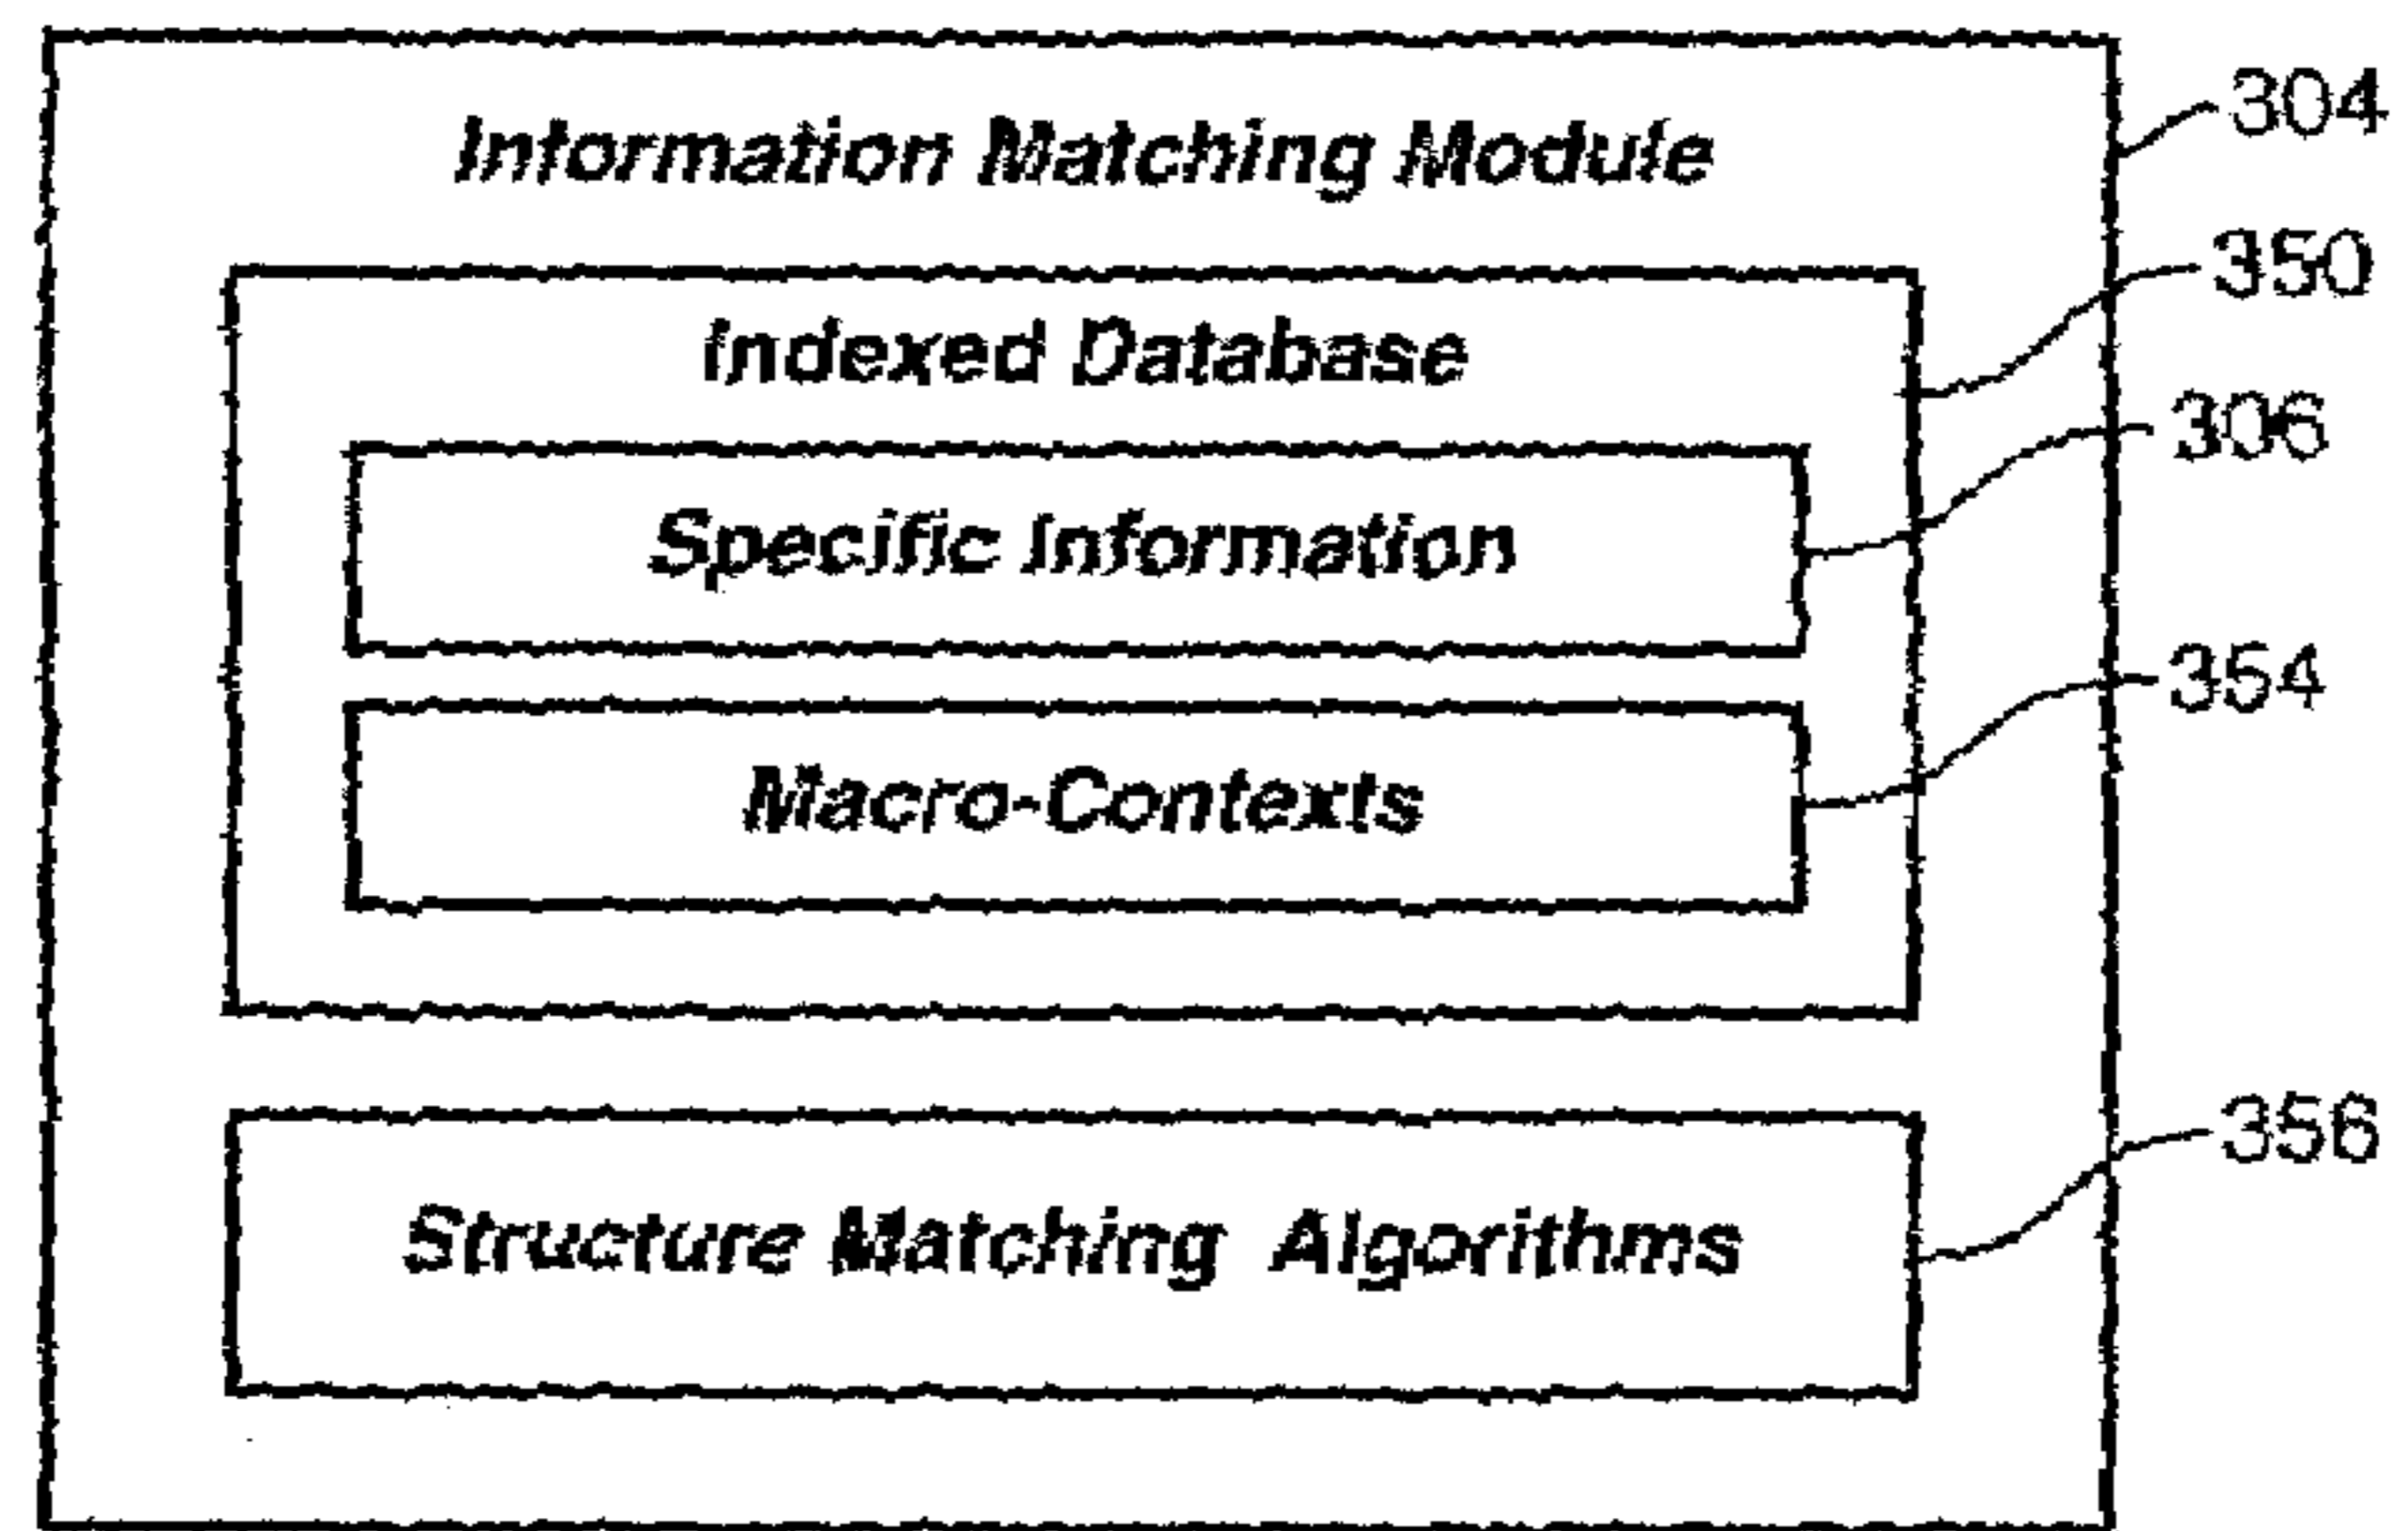 Information Matching Module
304
350
Indexed Database
306
Specific Information
354
Macro-Contexts
356
Structure Matching Algorithms